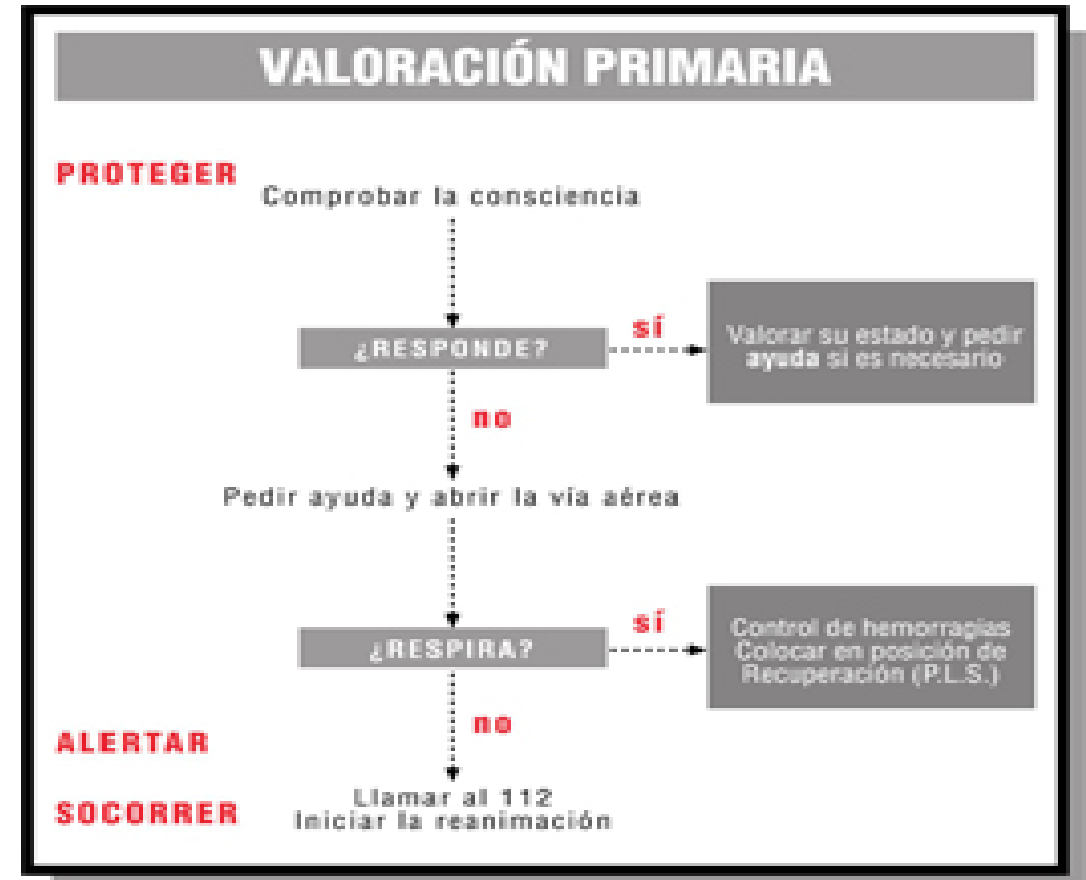 VALORACIÓN PRIMARIA
PROTEGER
Comprobar la consciencia
¿RESPONDE?
sí
Valorar su estado y pedir
ayuda si es necesario
no
Pedir ayuda y abrir la vía aérea
¿RESPIRA?
sí
Control de hemorragias
Colocar en posición de
Recuperación (P.L.S.)
no
ALERTAR
Llamar al 112
SOCORRER
Iniciar la reanimación